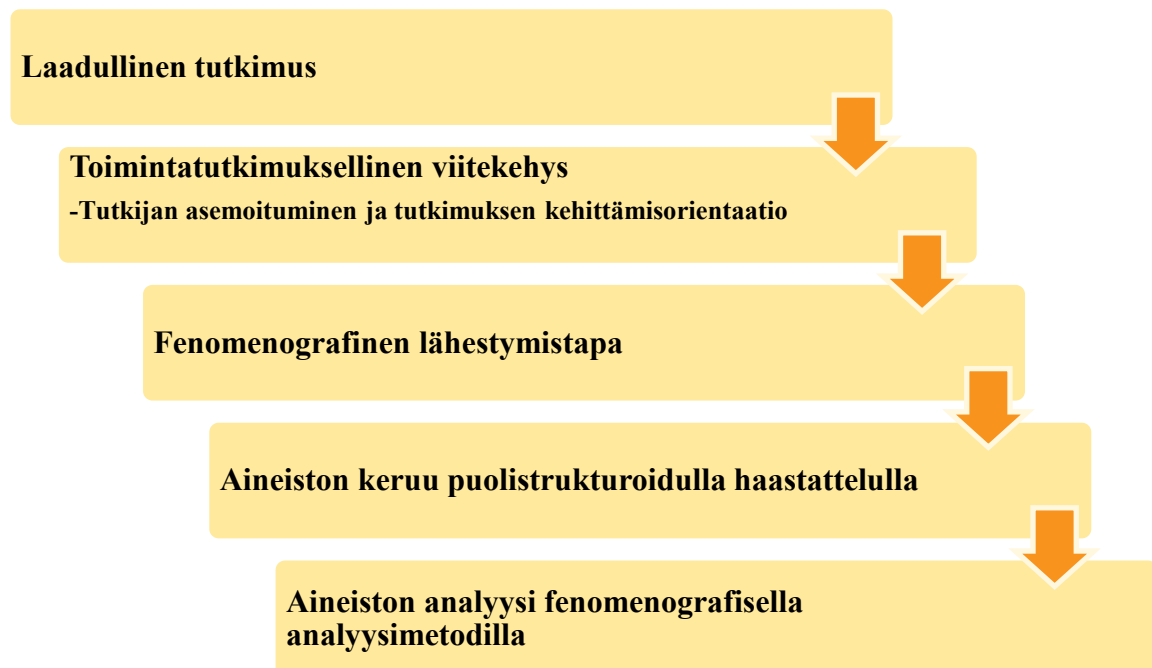 Laadullinen tutkimus
Toimintatutkimuksellinen viitekehys
-Tutkijan asemoituminen ja tutkimuksen kehittämisorientaatio
Fenomenografinen lähestymistapa
Aineiston keruu puolistrukturoidulla haastattelulla
Aineiston analyysi fenomenografisella
analyysimetodilla